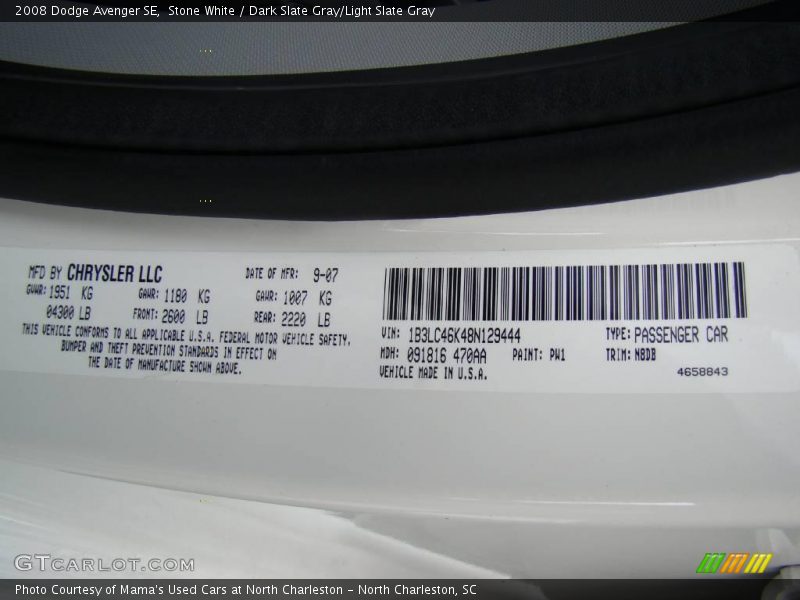 2008 Dodge Avenger SE, Stone White / Dark Slate Gray/Light Slate Gray
MFD BY CHRYSLER LLC DATE OF MFR: 9-07
GVWR: 1951 KG GAWR: 1180 KG GAWR: 1007 KG
04300 LB FRONT: 2600 LB REAR: 2220 LB
THIS VEHICLE CONFORMS TO ALL APPLICABLE U.S.A. FEDERAL MOTOR VEHICLE SAFETY.
BUMPER AND THEFT PREVENTION STANDARDS IN EFFECT ON
THE DATE OF MANUFACTURE SHOWN ABOVE.
VIN: 1B3LC46K48N129444 TYPE: PASSENGER CAR
MDH: 091816 470AA PAINT: PW1 TRIM: N8DB
VEHICLE MADE IN U.S.A.
4658843
GTCARLOT.COM
Photo Courtesy of Mama's Used Cars at North Charleston - North Charleston, SC